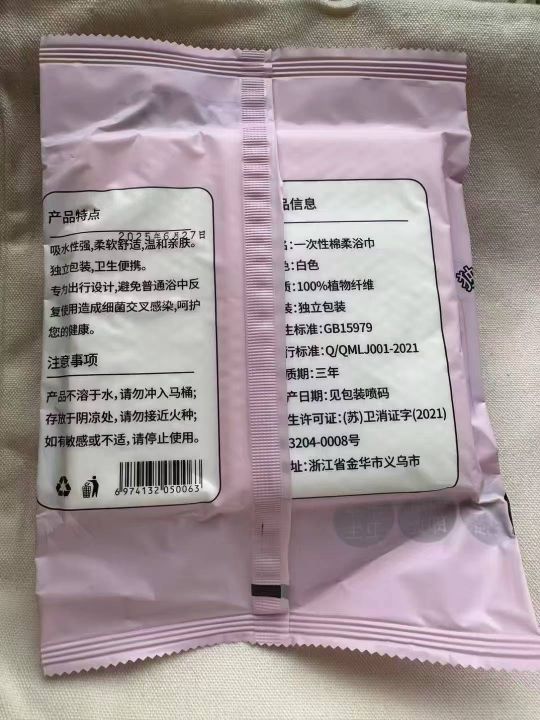 产品特点
2025年6月27日
吸水性强,柔软舒适,温和亲肤。
独立包装,卫生便携。
专为出行设计,避免普通浴巾反
复使用造成细菌交叉感染,呵护
您的健康。
注意事项
产品不溶于水,请勿冲入马桶;
存放于阴凉处,请勿接近火种;
如有敏感或不适,请停止使用。
6974132050063
品信息
名:一次性棉柔浴巾
色:白色
质:100%植物纤维
装:独立包装
生标准:GB15979
行标准:Q/QMLJ001-2021
质期:三年
产日期:见包装喷码
生许可证:(苏)卫消证字(2021)
3204-0008号
址:浙江省金华市义乌市